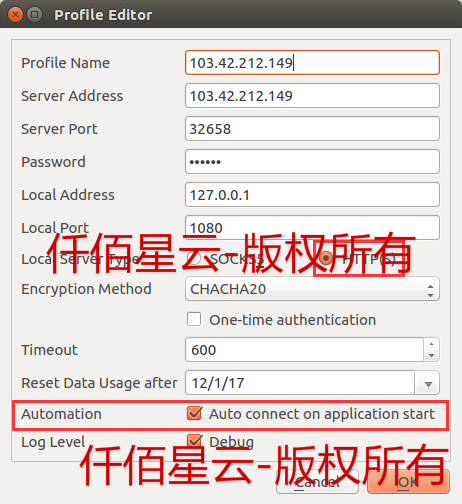 Profile Editor
Profile Name 103.42.212.149
Server Address 103.42.212.149
Server Port 32658
Password ••••••
Local Address 127.0.0.1
Local Port 1080
仟佰星云-版权所有
Local Server Type SOCKS5 HTTP(S)
Encryption Method CHACHA20
One-time authentication
Timeout 600
Reset Data Usage after 12/1/17
Automation Auto connect on application start
Log Level Debug
仟佰星云-版权所有
Cancel OK